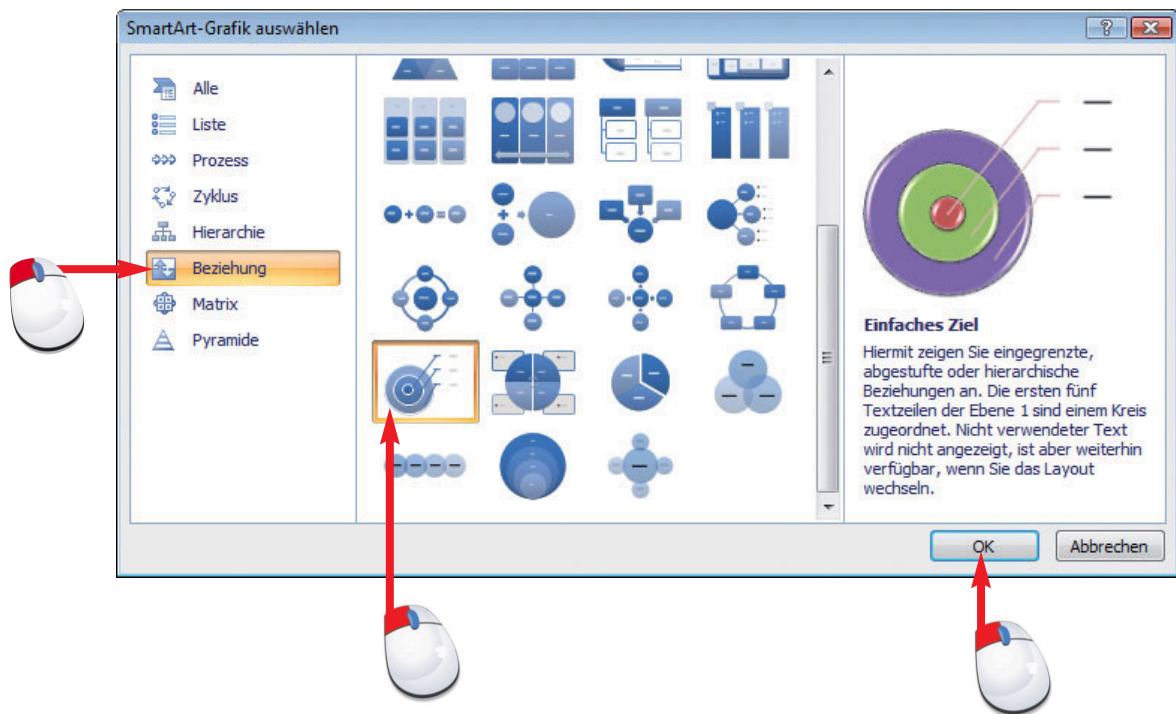 SmartArt-Grafik auswählen
Alle
Liste
Prozess
Zyklus
Hierarchie
Beziehung
Matrix
Pyramide
Einfaches Ziel
Hiermit zeigen Sie eingegrenzte,
abgestufte oder hierarchische
Beziehungen an. Die ersten fünf
Textzeilen der Ebene 1 sind einem Kreis
zugeordnet. Nicht verwendeter Text
wird nicht angezeigt, ist aber weiterhin
verfügbar, wenn Sie das Layout
wechseln.
OK
Abbrechen